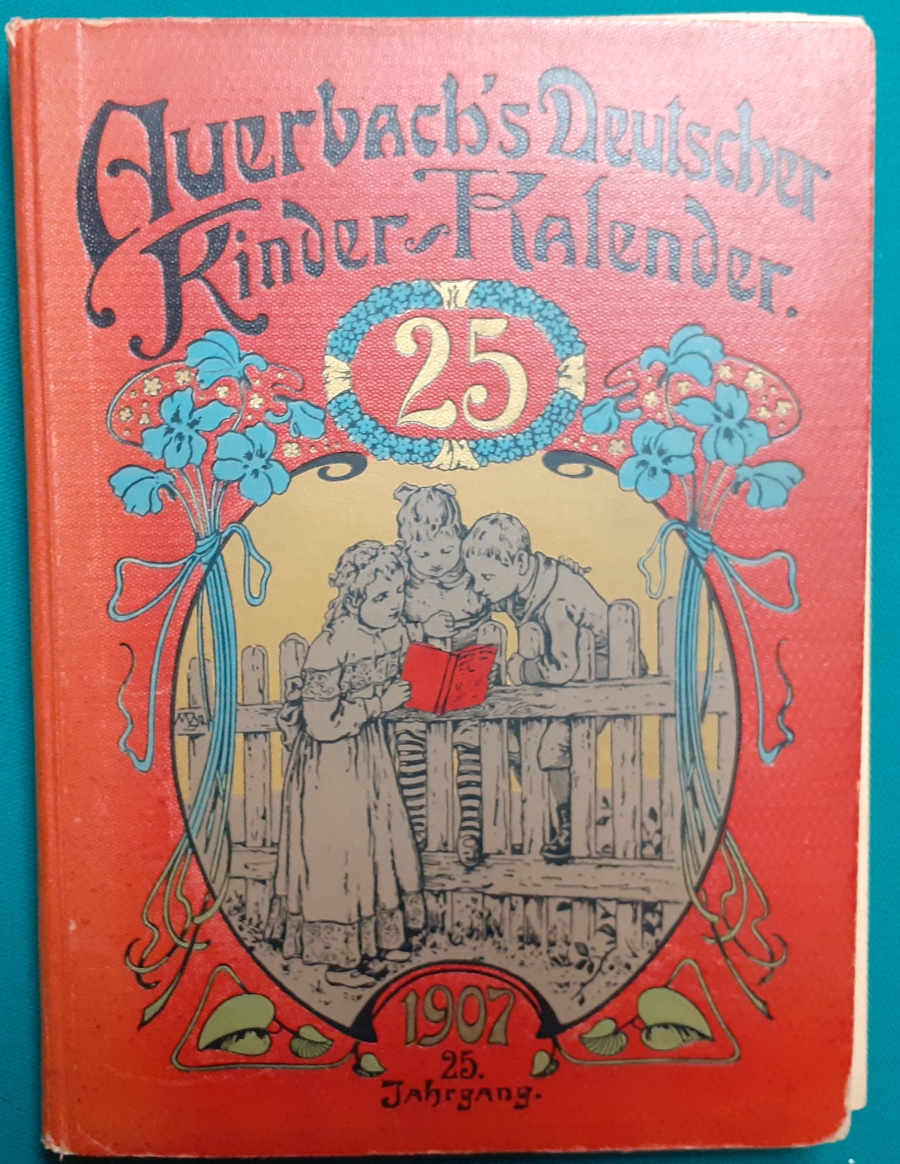 Auerbach's Deutscher
Kinder-Kalender.
25
1907
25.
Jahrgang.